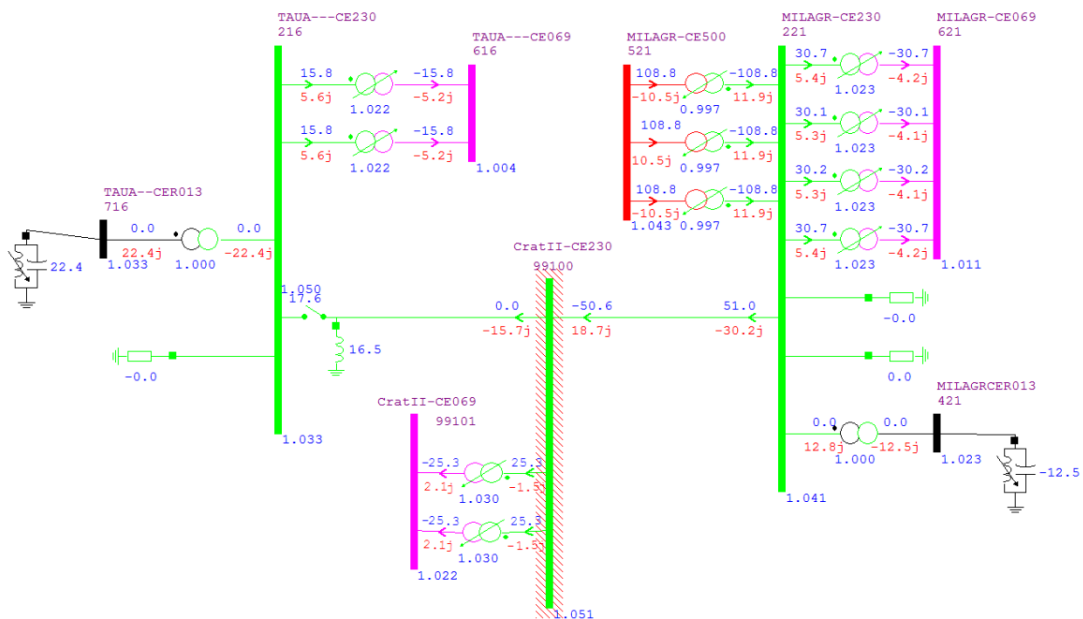 TAUA---CE230
216
TAUA---CE069
616
15.8
5.6j
1.022
-15.8
-5.2j
15.8
5.6j
1.022
-15.8
-5.2j
1.004
TAUA--CER013
716
0.0
22.4j
1.033
1.000
0.0
-22.4j
22.4
1.050
17.6
16.5
-0.0
1.033
MILAGR-CE500
521
108.8
-10.5j
0.997
-108.8
11.9j
108.8
10.5j
0.997
-108.8
11.9j
108.8
-10.5j
0.997
-108.8
11.9j
1.043
MILAGR-CE230
221
MILAGR-CE069
621
30.7
5.4j
1.023
-30.7
-4.2j
30.1
5.3j
1.023
-30.1
-4.1j
30.2
5.3j
1.023
-30.2
-4.1j
30.7
5.4j
1.023
-30.7
-4.2j
1.011
CratII-CE230
99100
0.0
-15.7j
-50.6
18.7j
51.0
-30.2j
-0.0
0.0
CratII-CE069
99101
-25.3
2.1j
1.030
25.3
-1.5j
-25.3
2.1j
1.030
25.3
-1.5j
1.022
1.051
MILAGRCER013
421
0.0
12.8j
1.000
0.0
-12.5j
1.023
-12.5
1.041